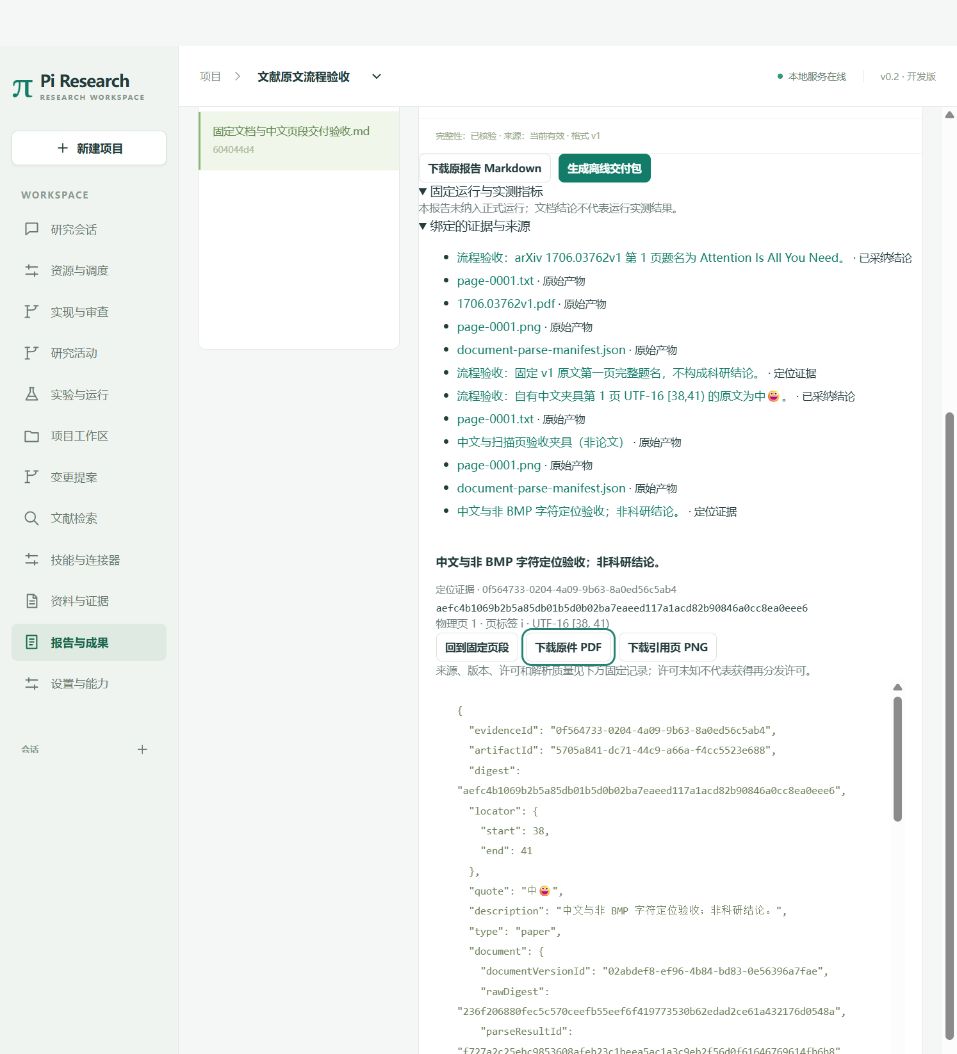 π Pi Research
RESEARCH WORKSPACE
+ 新建项目
WORKSPACE
研究会话
资源与调度
实现与审查
研究活动
实验与运行
项目工作区
变更提案
文献检索
技能与连接器
资料与证据
报告与成果
设置与能力
会话 +
项目 > 文献原文流程验收
本地服务在线
v0.2 · 开发版
固定文档与中文页段交付验收.md
604044d4
完整性：已核验 · 来源：当前有效 · 格式 v1
下载原报告 Markdown
生成离线交付包
▼ 固定运行与实测指标
本报告未纳入正式运行；文档结论不代表运行实测结果。
▼ 绑定的证据与来源
• 流程验收：arXiv 1706.03762v1 第 1 页题名为 Attention Is All You Need。 · 已采纳结论
• page-0001.txt · 原始产物
• 1706.03762v1.pdf · 原始产物
• page-0001.png · 原始产物
• document-parse-manifest.json · 原始产物
• 流程验收：固定 v1 原文第一页完整题名，不构成科研结论。 · 定位证据
• 流程验收：自有中文夹具第 1 页 UTF-16 [38,41) 的原文为中😀。 · 已采纳结论
• page-0001.txt · 原始产物
• 中文与扫描页验收夹具（非论文） · 原始产物
• page-0001.png · 原始产物
• document-parse-manifest.json · 原始产物
• 中文与非 BMP 字符定位验收；非科研结论。 · 定位证据
中文与非 BMP 字符定位验收；非科研结论。
定位证据 · 0f564733-0204-4a09-9b63-8a0ed56c5ab4
aefc4b1069b2b5a85db01b5d0b02ba7eaeed117a1acd82b90846a0cc8ea0eee6
物理页 1 · 页标签 i · UTF-16 [38, 41)
回到固定页段
下载原件 PDF
下载引用页 PNG
来源、版本、许可和解析质量见下方固定记录；许可未知不代表获得再分发许可。
{
"evidenceId": "0f564733-0204-4a09-9b63-8a0ed56c5ab4",
"artifactId": "5705a841-dc71-44c9-a66a-f4cc5523e688",
"digest":
"aefc4b1069b2b5a85db01b5d0b02ba7eaeed117a1acd82b90846a0cc8ea0eee6",
"locator": {
"start": 38,
"end": 41
},
"quote": "中😀",
"description": "中文与非 BMP 字符定位验收；非科研结论。",
"type": "paper",
"document": {
"documentVersionId": "02abdef8-ef96-4b84-bd83-0e56396a7fae",
"rawDigest":
"236f206880fec5c570ceefb55eef6f419773530b62edad2ce61a432176d0548a",
"parseResultId":